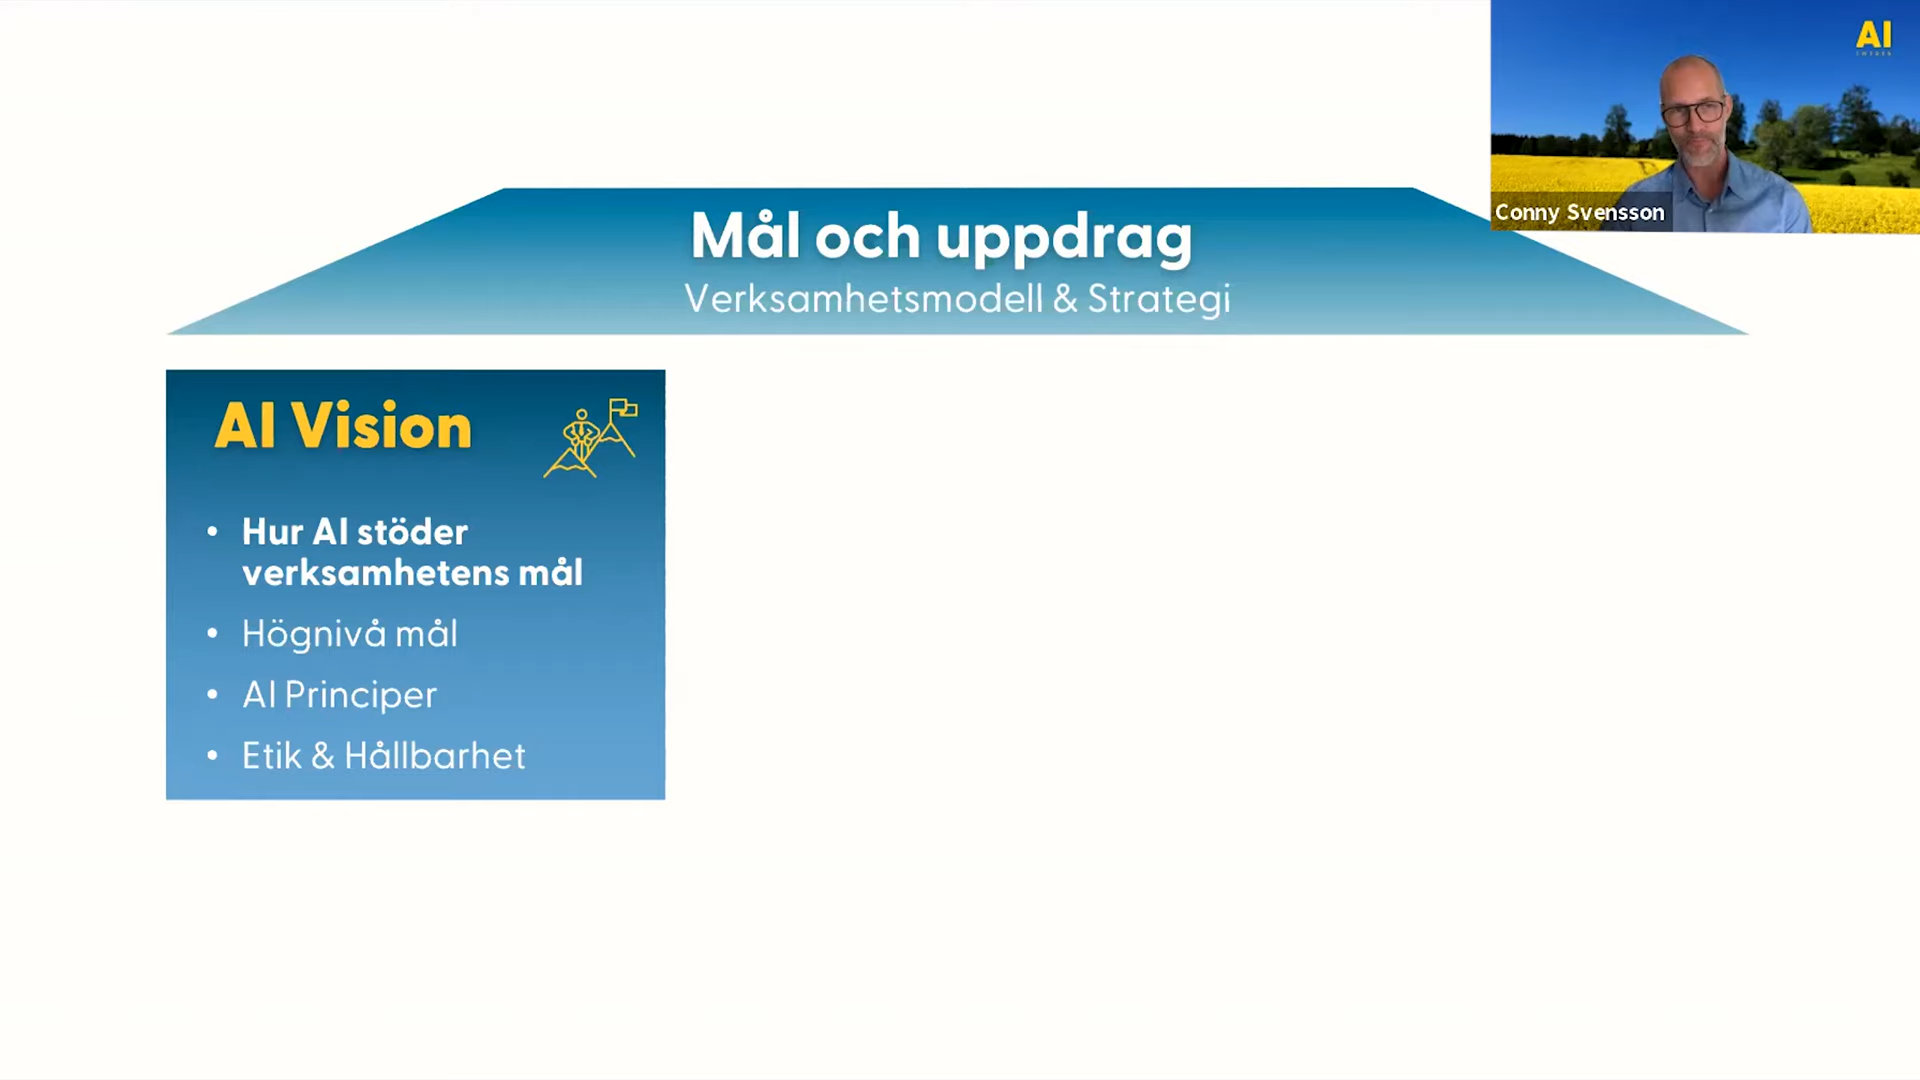 AI
SWEDEN
Conny Svensson
Mål och uppdrag
Verksamhetsmodell & Strategi
AI Vision
• Hur AI stöder
verksamhetens mål
• Högnivå mål
• AI Principer
• Etik & Hållbarhet